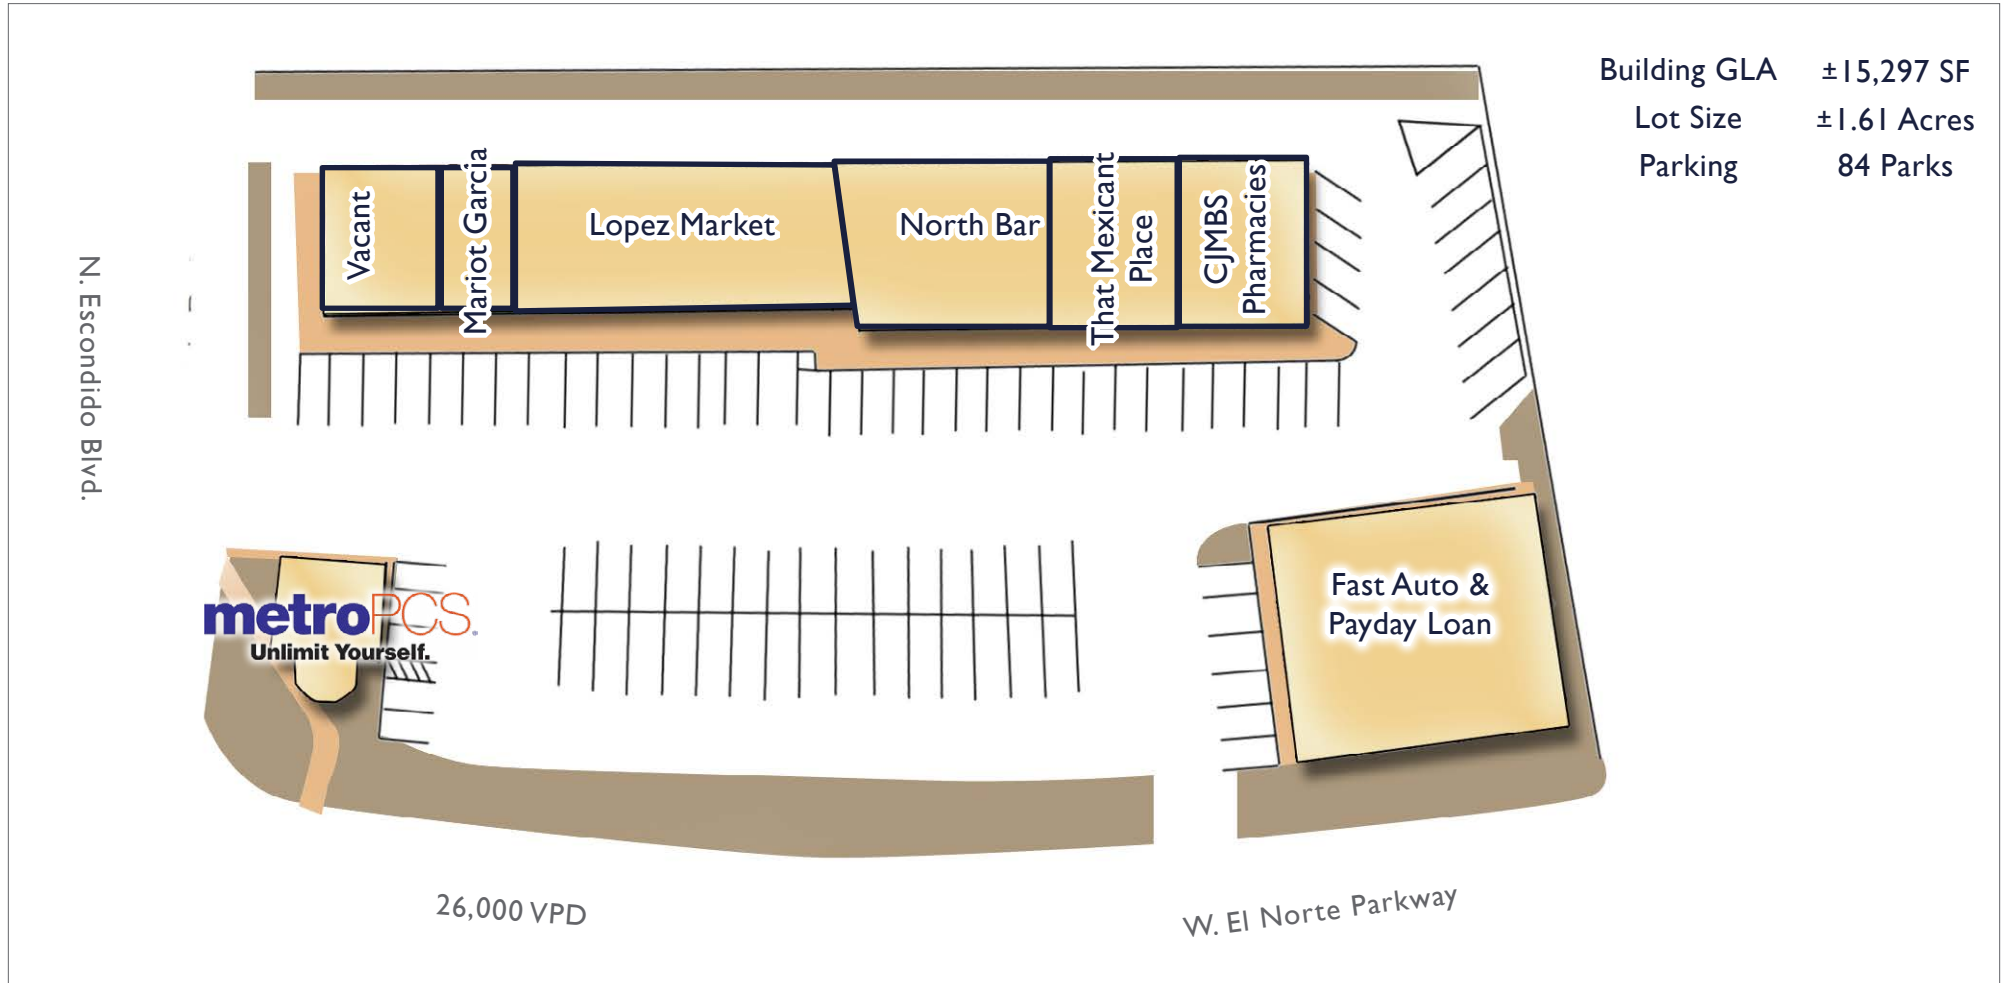 Building GLA ±15,297 SF
Lot Size ±1.61 Acres
Parking 84 Parks
N. Escondido Blvd.
Vacant
Mariot Garcia
Lopez Market
North Bar
That Mexicant
Place
CJMBS
Pharmacies
metroPCS.
Unlimit Yourself.
Fast Auto &
Payday Loan
26,000 VPD
W. El Norte Parkway